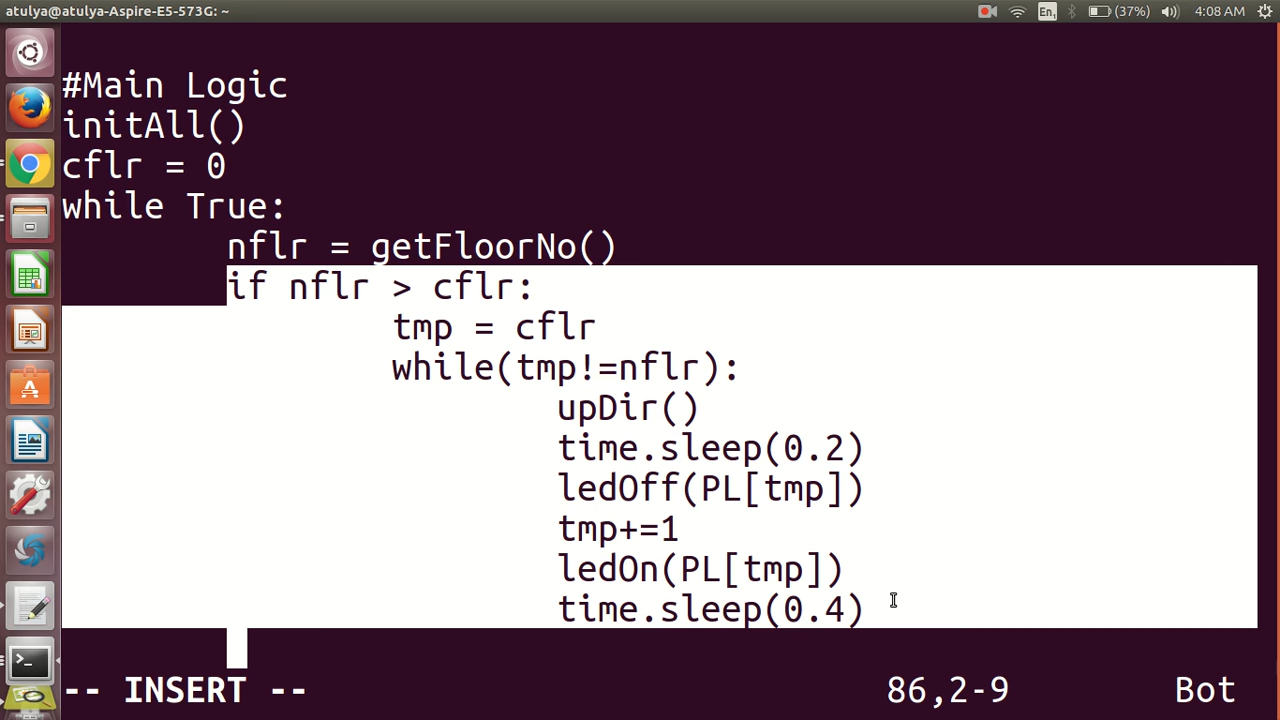 atulya@atulya-Aspire-E5-573G: ~
En1 (37%) 4:08 AM
#Main Logic
initAll()
cflr = 0
while True:
nflr = getFloorNo()
if nflr > cflr:
tmp = cflr
while(tmp!=nflr):
upDir()
time.sleep(0.2)
ledOff(PL[tmp])
tmp+=1
ledOn(PL[tmp])
time.sleep(0.4)
-- INSERT -- 86,2-9 Bot